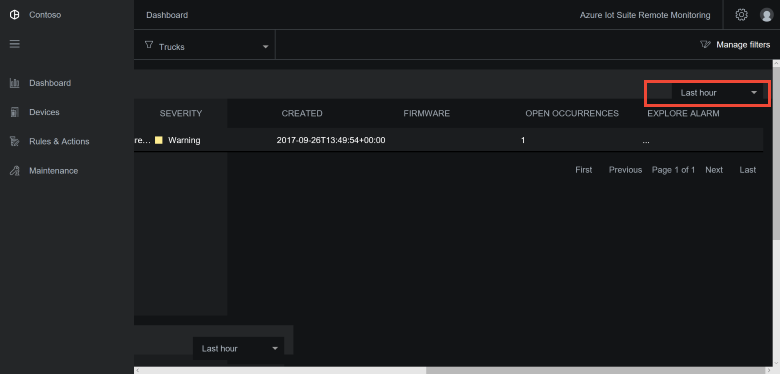 Contoso
Dashboard
Azure Iot Suite Remote Monitoring
Trucks
Manage filters
Dashboard
Devices
Rules & Actions
Maintenance
Last hour
SEVERITY CREATED FIRMWARE OPEN OCCURRENCES EXPLORE ALARM
re... Warning 2017-09-26T13:49:54+00:00 1 ...
First Previous Page 1 of 1 Next Last
Last hour